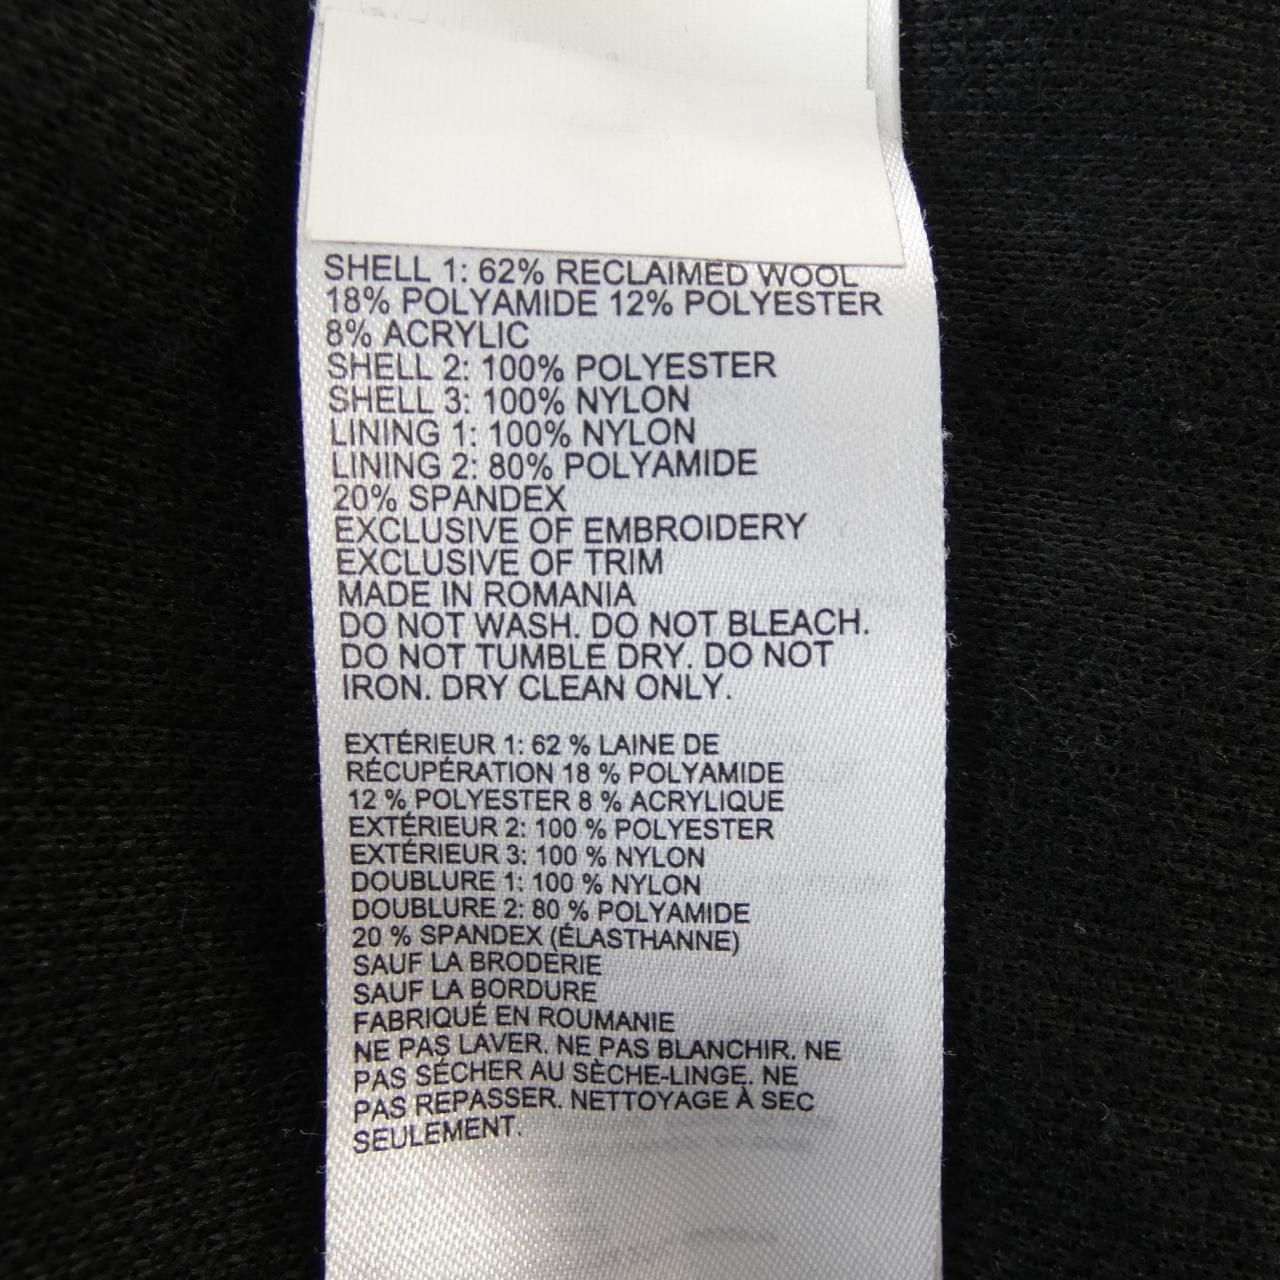 SHELL 1: 62% RECLAIMED WOOL
18% POLYAMIDE 12% POLYESTER
8% ACRYLIC
SHELL 2: 100% POLYESTER
SHELL 3: 100% NYLON
LINING 1: 100% NYLON
LINING 2: 80% POLYAMIDE
20% SPANDEX
EXCLUSIVE OF EMBROIDERY
EXCLUSIVE OF TRIM
MADE IN ROMANIA
DO NOT WASH. DO NOT BLEACH.
DO NOT TUMBLE DRY. DO NOT
IRON. DRY CLEAN ONLY.
EXTÉRIEUR 1: 62 % LAINE DE
RÉCUPÉRATION 18 % POLYAMIDE
12 % POLYESTER 8 % ACRYLIQUE
EXTÉRIEUR 2: 100 % POLYESTER
EXTÉRIEUR 3: 100 % NYLON
DOUBLURE 1: 100 % NYLON
DOUBLURE 2: 80 % POLYAMIDE
20 % SPANDEX (ÉLASTHANNE)
SAUF LA BRODERIE
SAUF LA BORDURE
FABRIQUÉ EN ROUMANIE
NE PAS LAVER. NE PAS BLANCHIR. NE
PAS SÉCHER AU SÈCHE-LINGE. NE
PAS REPASSER. NETTOYAGE À SEC
SEULEMENT.